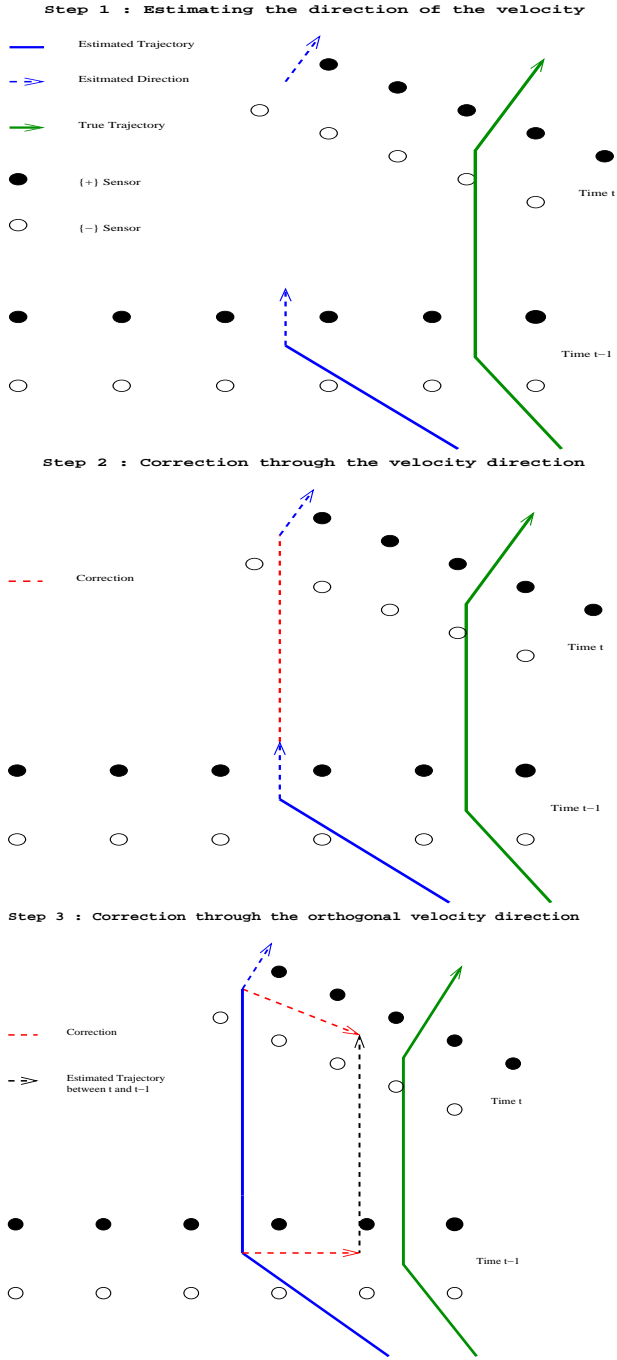 Step 1 : Estimating the direction of the velocity
Estimated Trajectory
Esitmated Direction
True Trajectory
{+} Sensor
{−} Sensor
Time t
Time t−1
Step 2 : Correction through the velocity direction
Correction
Time t
Time t−1
Step 3 : Correction through the orthogonal velocity direction
Correction
Estimated Trajectory
between t and t−1
Time t
Time t−1